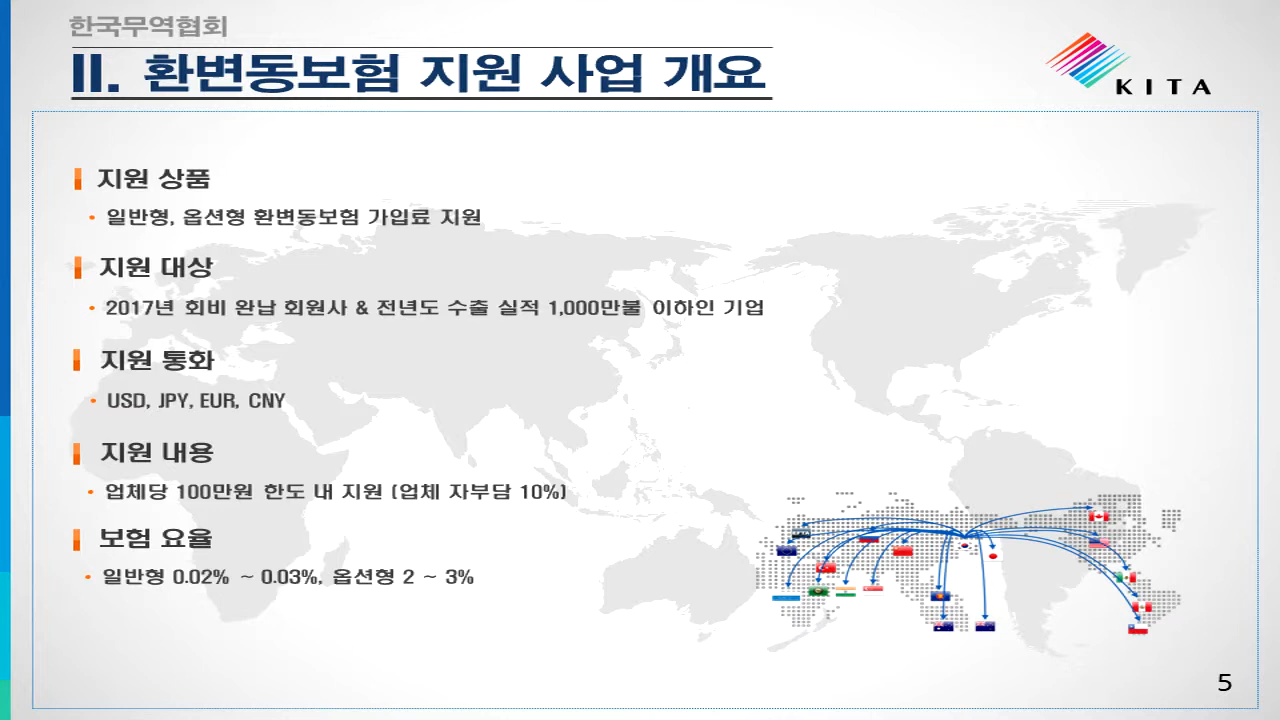 한국무역협회
II. 환변동보험 지원 사업 개요
KITA
지원 상품
• 일반형, 옵션형 환변동보험 가입료 지원
지원 대상
• 2017년 회비 완납 회원사 & 전년도 수출 실적 1,000만불 이하인 기업
지원 통화
• USD, JPY, EUR, CNY
지원 내용
• 업체당 100만원 한도 내 지원 (업체 자부담 10%)
보험 요율
• 일반형 0.02% ~ 0.03%, 옵션형 2 ~ 3%
5